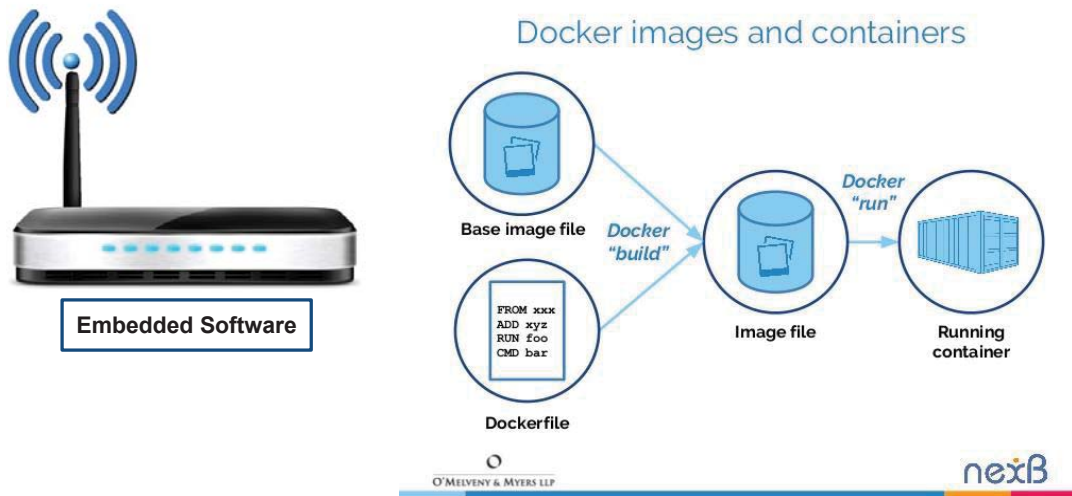 Docker images and containers
Embedded Software
Base image file
Docker
"build"
FROM xxx
ADD xyz
RUN foo
CMD bar
Dockerfile
Image file
Docker
"run"
Running
container
O'MELVENY & MYERS LLP
nexB